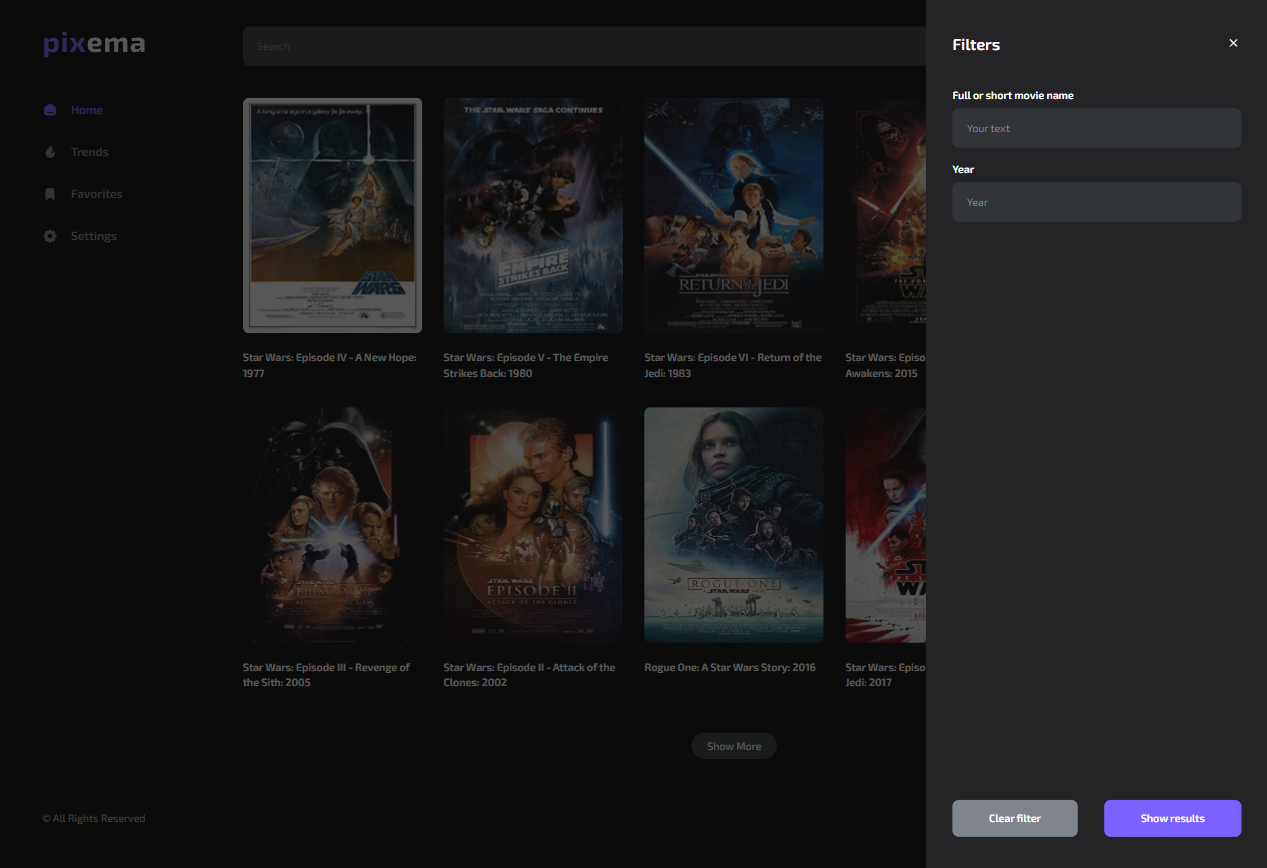 pixema
Search
Home
Trends
Favorites
Settings
A long time ago in a galaxy far, far away...
STAR WARS
THE STAR WARS SAGA CONTINUES
THE EMPIRE STRIKES BACK
STAR WARS
RETURN OF THE JEDI
Star Wars: Episode IV - A New Hope:
1977
Star Wars: Episode V - The Empire
Strikes Back: 1980
Star Wars: Episode VI - Return of the
Jedi: 1983
Star Wars: Episo
Awakens: 2015
STAR WARS
EPISODE III
STAR WARS
EPISODE II
ATTACK OF THE CLONES
ROGUE ONE
STAR WARS
Star Wars: Episode III - Revenge of
the Sith: 2005
Star Wars: Episode II - Attack of the
Clones: 2002
Rogue One: A Star Wars Story: 2016
Star Wars: Episo
Jedi: 2017
Show More
© All Rights Reserved
Filters
×
Full or short movie name
Your text
Year
Year
Clear filter
Show results